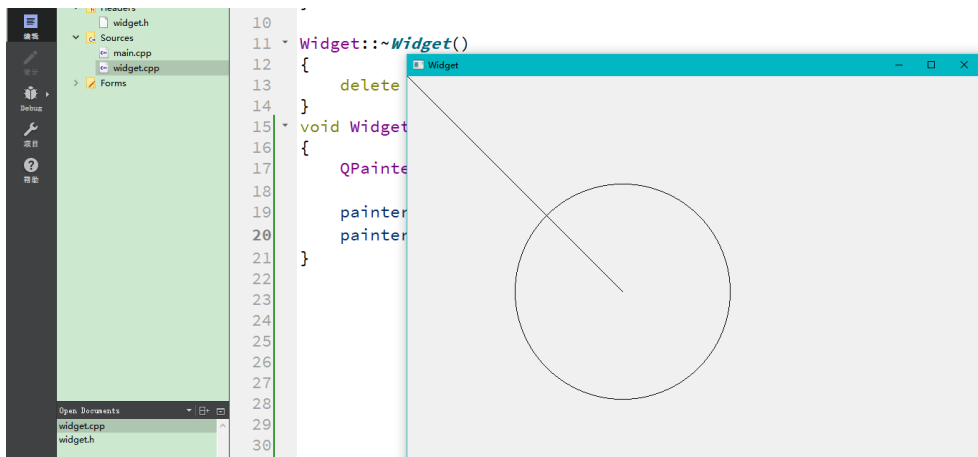 编辑
Debug
项目
帮助
Headers
widget.h
Sources
main.cpp
widget.cpp
Forms
Open Documents
widget.cpp
widget.h
10
11 Widget::~Widget()
12 {
13 delete
14 }
15 void Widget
16 {
17 QPainte
18
19 painter
20 painter
21 }
22
23
24
25
26
27
28
29
30
Widget